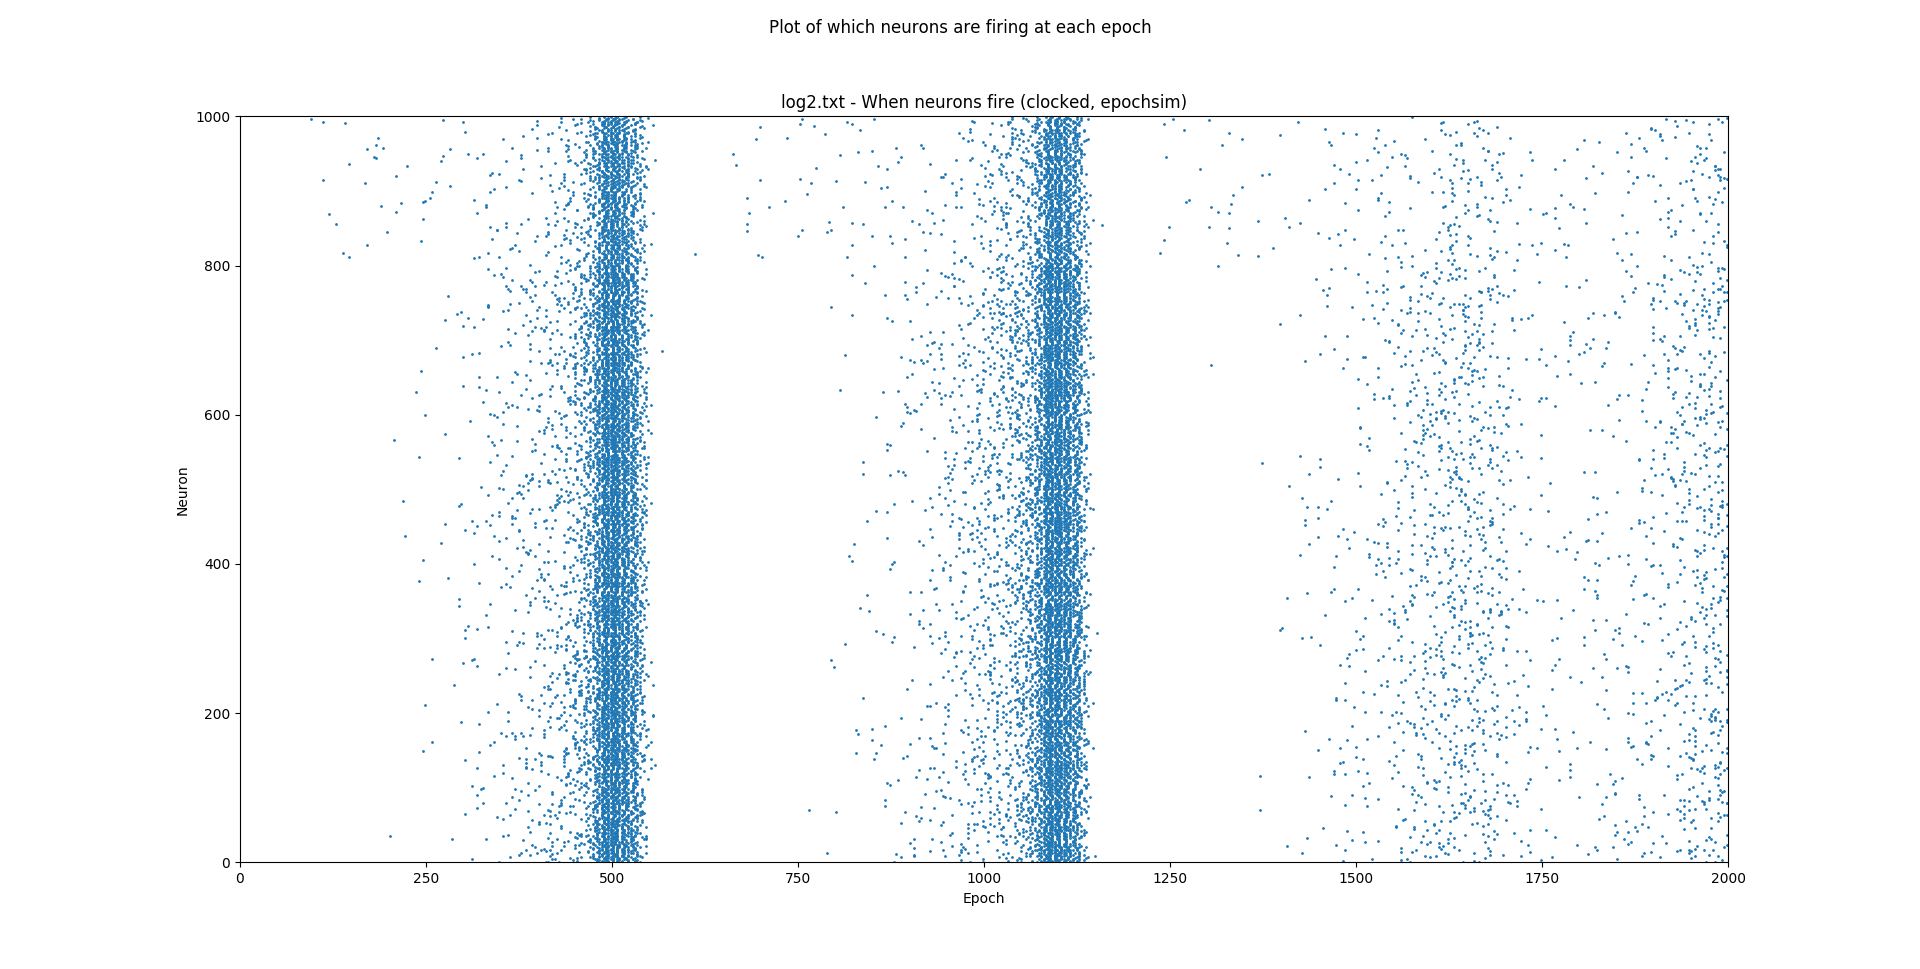 Plot of which neurons are firing at each epoch
log2.txt - When neurons fire (clocked, epochsim)
1000
800
600
400
200
0
Neuron
0 250 500 750 1000 1250 1500 1750 2000
Epoch